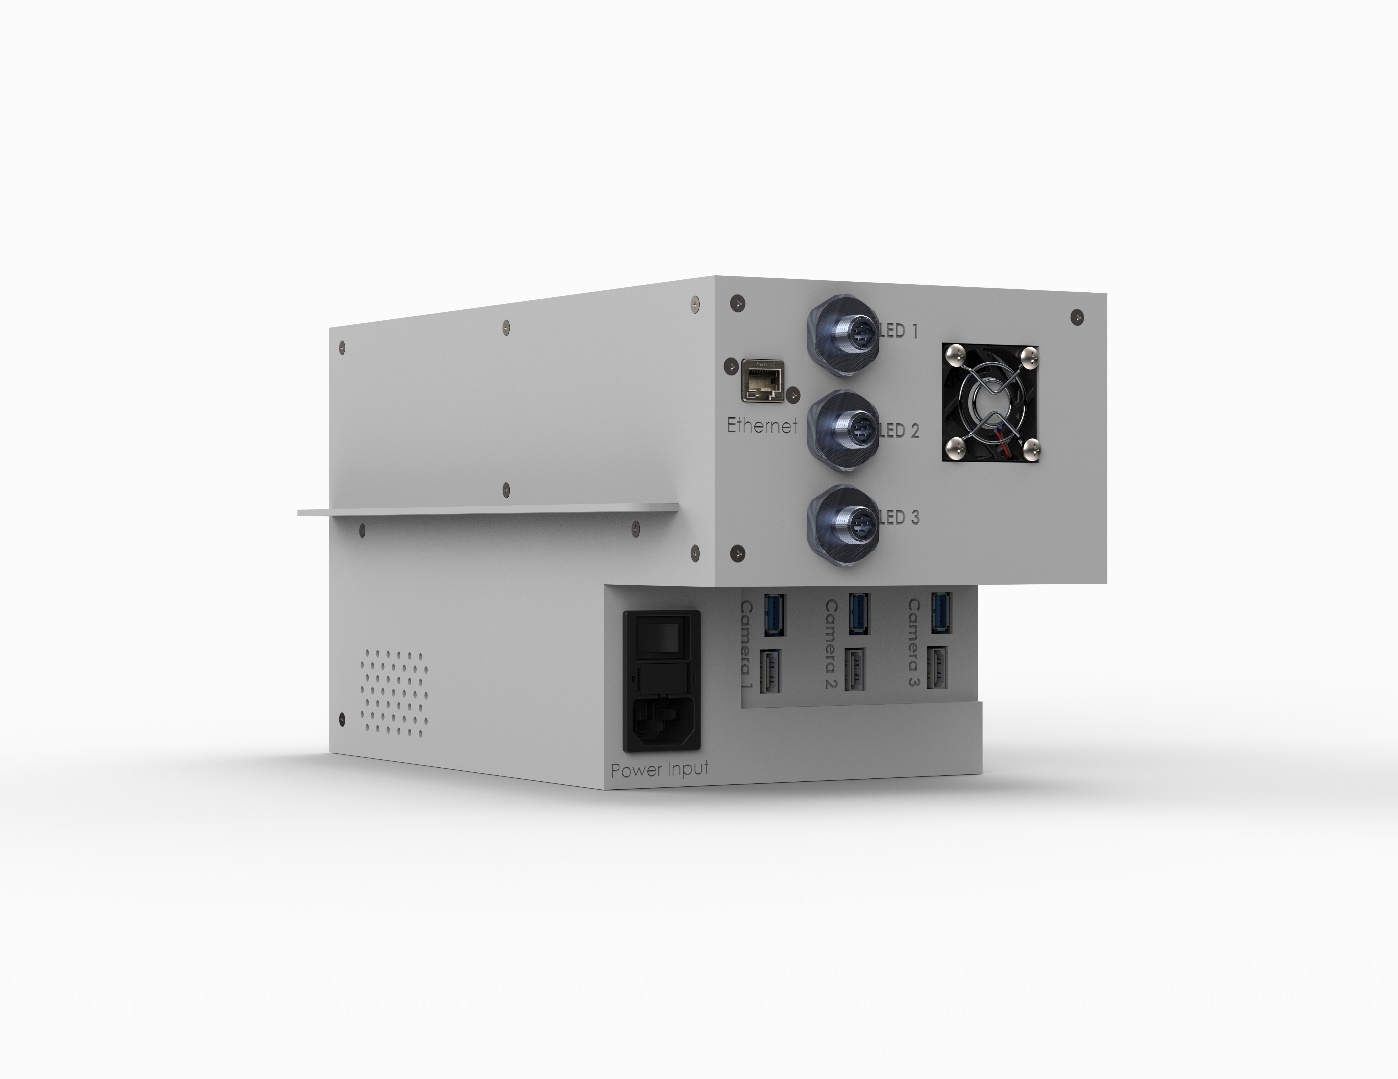 LED 1
Ethernet
LED 2
LED 3
Camera 1
Camera 2
Camera 3
Power Input